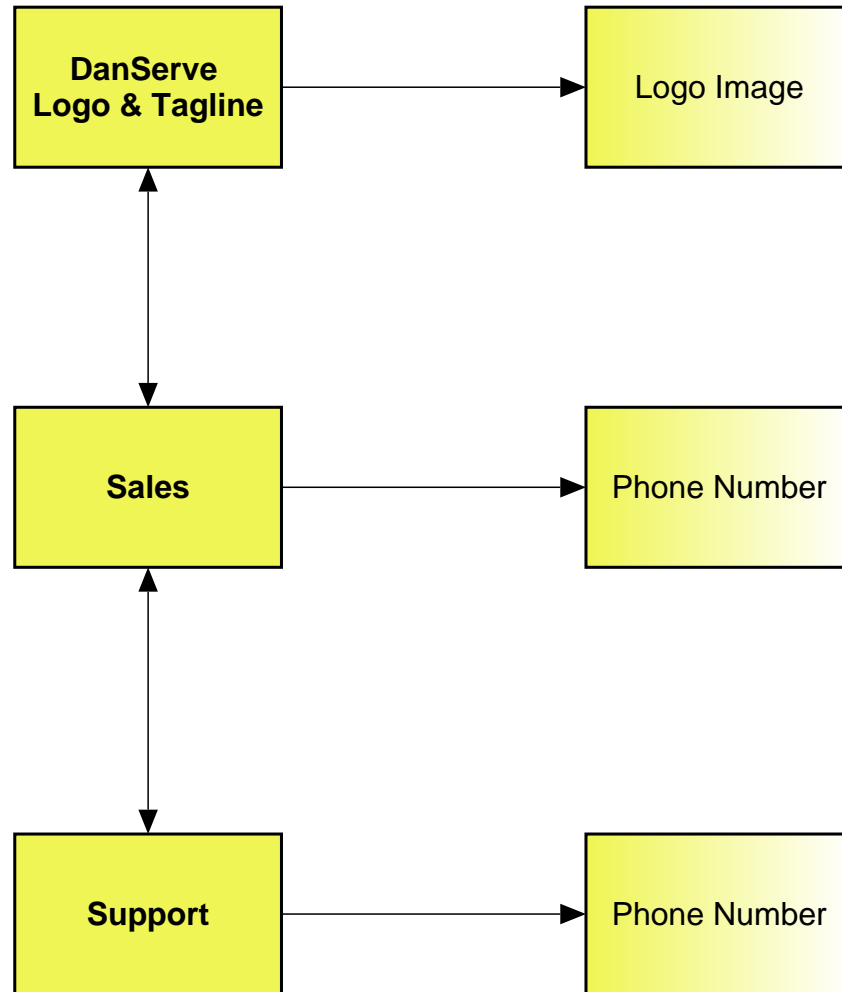 DanServe
Logo & Tagline
Logo Image
Sales
Phone Number
Support
Phone Number